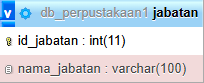 v db_perpustakaan1 jabatan
id_jabatan : int(11)
nama_jabatan : varchar(100)